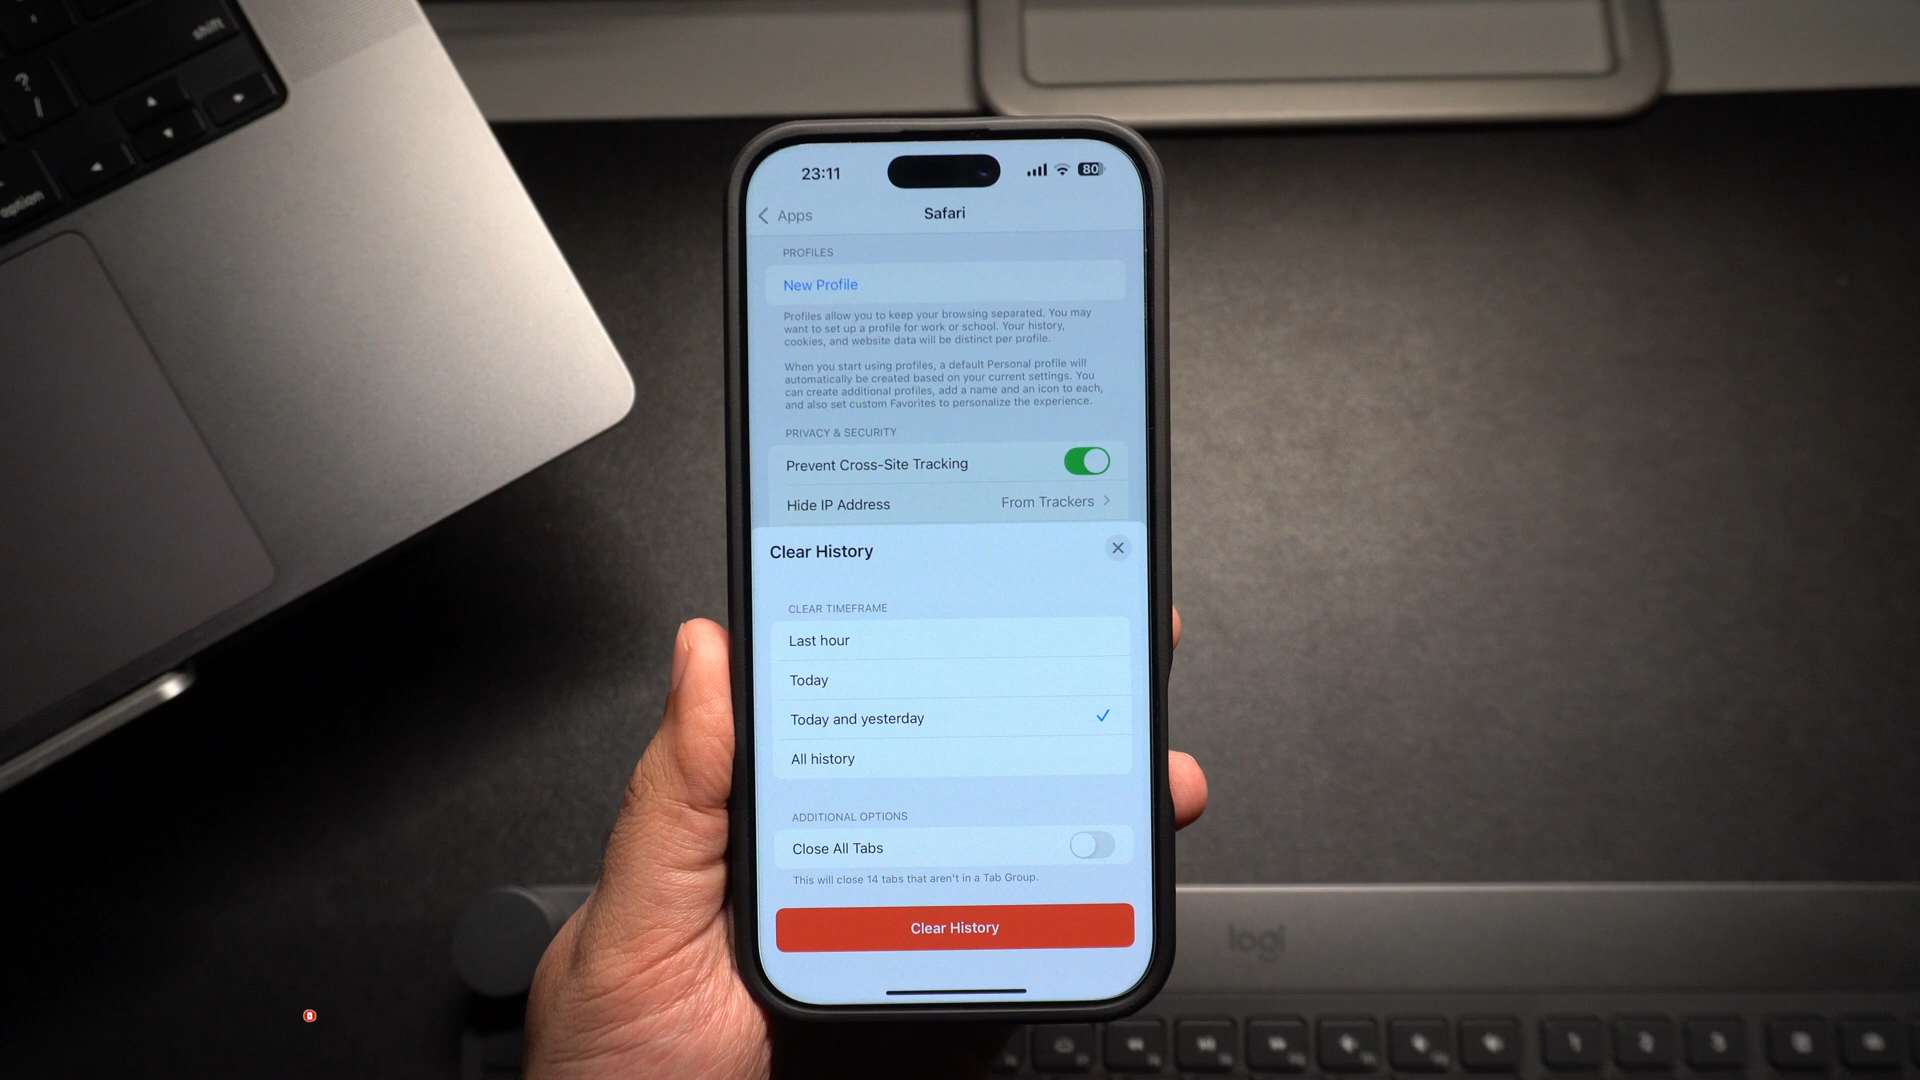 shift
option
23:11
80
Apps
Safari
PROFILES
New Profile
Profiles allow you to keep your browsing separated. You may
want to set up a profile for work or school. Your history,
cookies, and website data will be distinct per profile.
When you start using profiles, a default Personal profile will
automatically be created based on your current settings. You
can create additional profiles, add a name and an icon to each,
and also set custom Favorites to personalize the experience.
PRIVACY & SECURITY
Prevent Cross-Site Tracking
Hide IP Address From Trackers
Clear History
CLEAR TIMEFRAME
Last hour
Today
Today and yesterday
All history
ADDITIONAL OPTIONS
Close All Tabs
This will close 14 tabs that aren't in a Tab Group.
Clear History
logi